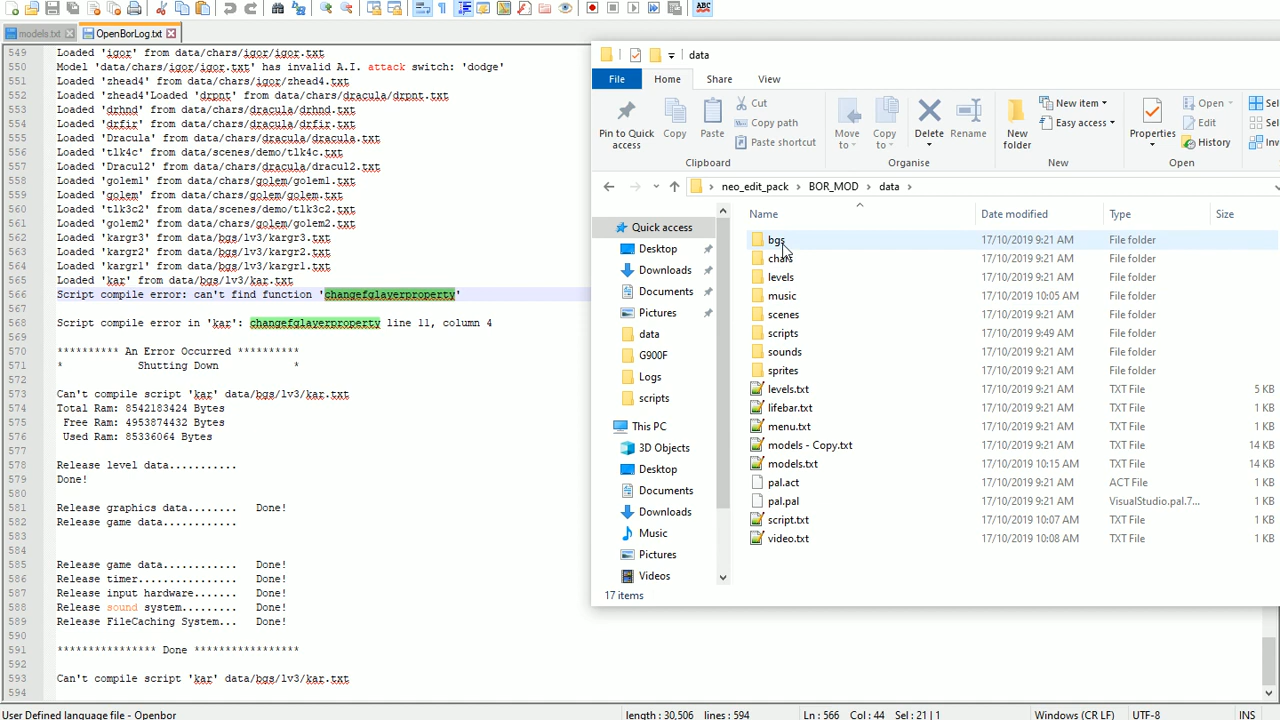 ABC
models.txt
OpenBorLog.txt
549 Loaded 'igor' from data/chars/igor/igor.txt
550 Model 'data/chars/igor/igor.txt' has invalid A.I. attack switch: 'dodge'
551 Loaded 'zhead4' from data/chars/igor/zhead4.txt
552 Loaded 'zhead4'Loaded 'drpnt' from data/chars/dracula/drpnt.txt
553 Loaded 'drhnd' from data/chars/dracula/drhnd.txt
554 Loaded 'drfir' from data/chars/dracula/drfir.txt
555 Loaded 'Dracula' from data/chars/dracula/dracula.txt
556 Loaded 'tlk4c' from data/scenes/demo/tlk4c.txt
557 Loaded 'Dracul2' from data/chars/dracula/dracul2.txt
558 Loaded 'golem1' from data/chars/golem/golem1.txt
559 Loaded 'golem' from data/chars/golem/golem.txt
560 Loaded 'tlk3c2' from data/scenes/demo/tlk3c2.txt
561 Loaded 'golem2' from data/chars/golem/golem2.txt
562 Loaded 'kargr3' from data/bgs/lv3/kargr3.txt
563 Loaded 'kargr2' from data/bgs/lv3/kargr2.txt
564 Loaded 'kargr1' from data/bgs/lv3/kargr1.txt
565 Loaded 'kar' from data/bgs/lv3/kar.txt
566 Script compile error: can't find function 'changefglayerproperty'
567
568 Script compile error in 'kar': changefglayerproperty line 11, column 4
569
570 ********** An Error Occurred **********
571 * Shutting Down *
572
573 Can't compile script 'kar' data/bgs/lv3/kar.txt
574 Total Ram: 8542183424 Bytes
575 Free Ram: 4953874432 Bytes
576 Used Ram: 85336064 Bytes
577
578 Release level data...........
579 Done!
580
581 Release graphics data........ Done!
582 Release game data............
583
584
585 Release game data............ Done!
586 Release timer................ Done!
587 Release input hardware....... Done!
588 Release sound system......... Done!
589 Release FileCaching System... Done!
590
591 **************** Done *****************
592
593 Can't compile script 'kar' data/bgs/lv3/kar.txt
594
User Defined language file - Openbor
length : 30,506 lines : 594
Ln : 566 Col : 44 Sel : 21 | 1
Windows (CR LF)
UTF-8
INS
data
File Home Share View
Pin to Quick access
Copy
Paste
Cut
Copy path
Paste shortcut
Clipboard
Move to
Copy to
Delete
Rename
Organise
New folder
New item
Easy access
New
Properties
Open
Edit
History
Open
neo_edit_pack > BOR_MOD > data >
Quick access
Desktop
Downloads
Documents
Pictures
data
G900F
Logs
scripts
This PC
3D Objects
Desktop
Documents
Downloads
Music
Pictures
Videos
Name Date modified Type Size
bgs 17/10/2019 9:21 AM File folder
chars 17/10/2019 9:21 AM File folder
levels 17/10/2019 9:21 AM File folder
music 17/10/2019 10:05 AM File folder
scenes 17/10/2019 9:21 AM File folder
scripts 17/10/2019 9:49 AM File folder
sounds 17/10/2019 9:21 AM File folder
sprites 17/10/2019 9:21 AM File folder
levels.txt 17/10/2019 9:21 AM TXT File 5 KB
lifebar.txt 17/10/2019 9:21 AM TXT File 1 KB
menu.txt 17/10/2019 9:21 AM TXT File 1 KB
models - Copy.txt 17/10/2019 9:21 AM TXT File 14 KB
models.txt 17/10/2019 10:15 AM TXT File 14 KB
pal.act 17/10/2019 9:21 AM ACT File 1 KB
pal.pal 17/10/2019 9:21 AM VisualStudio.pal.7... 1 KB
script.txt 17/10/2019 10:07 AM TXT File 1 KB
video.txt 17/10/2019 10:08 AM TXT File 1 KB
17 items